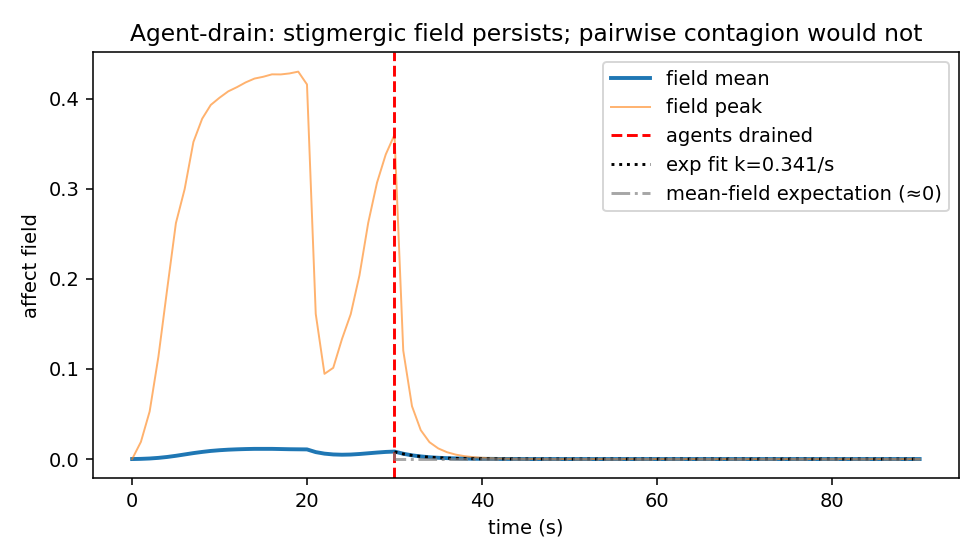 Agent-drain: stigmergic field persists; pairwise contagion would not
field mean
field peak
agents drained
exp fit k=0.341/s
mean-field expectation (≈0)
affect field
0.4
0.3
0.2
0.1
0.0
0
20
40
60
80
time (s)